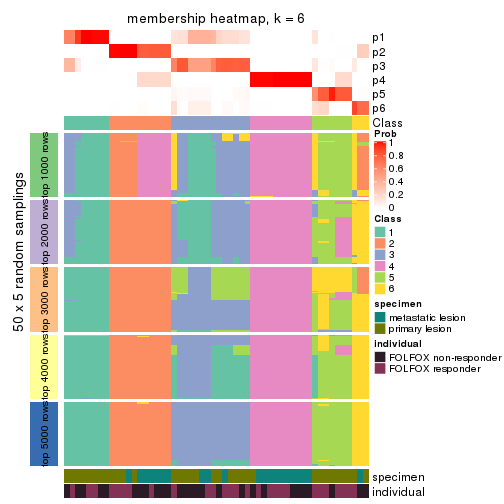 membership heatmap, k = 6
p1
p2
p3
p4
p5
p6
Class
Prob
1
0.8
0.6
0.4
0.2
0
Class
1
2
3
4
5
6
specimen
metastatic lesion
primary lesion
individual
FOLFOX non-responder
FOLFOX responder
50 x 5 random samplings
top 1000 rows
top 2000 rows
top 3000 rows
top 4000 rows
top 5000 rows
specimen
individual